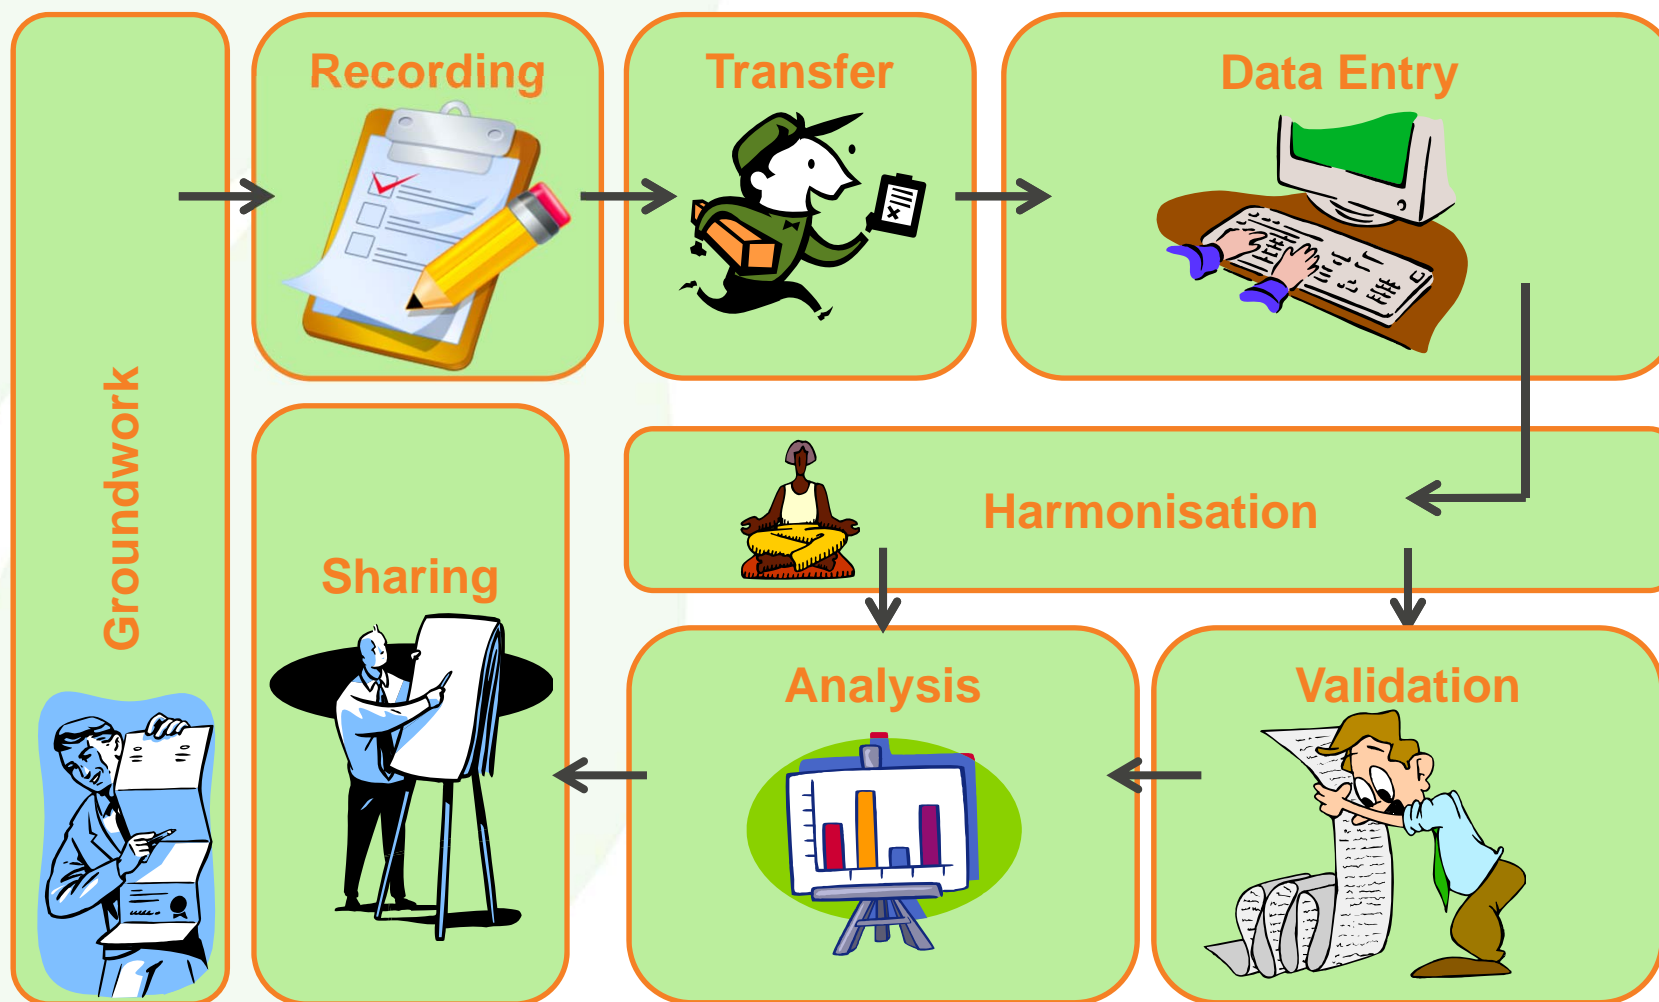 Groundwork
Recording
Transfer
Data Entry
Harmonisation
Sharing
Analysis
Validation